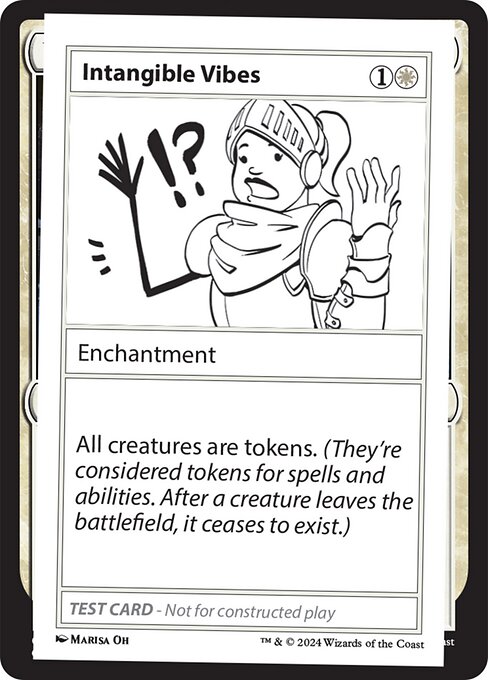 Intangible Vibes 1
!?
Enchantment
All creatures are tokens. (They're
considered tokens for spells and
abilities. After a creature leaves the
battlefield, it ceases to exist.)
TEST CARD - Not for constructed play
Marisa Oh ™ & © 2024 Wizards of the Coast
ast